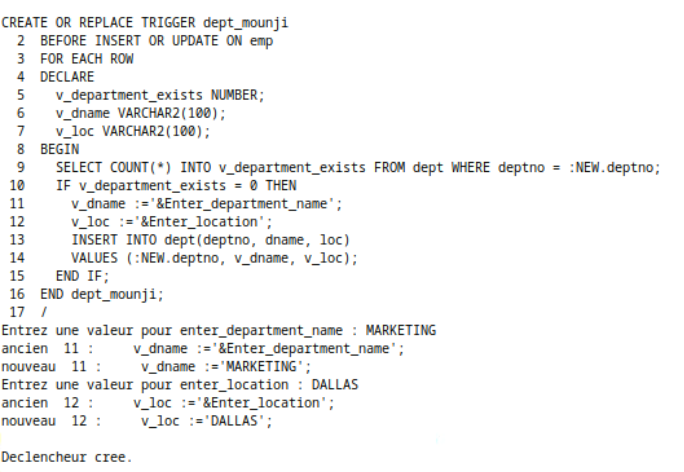 CREATE OR REPLACE TRIGGER dept_mounji
  2  BEFORE INSERT OR UPDATE ON emp
  3  FOR EACH ROW
  4  DECLARE
  5    v_department_exists NUMBER;
  6    v_dname VARCHAR2(100);
  7    v_loc VARCHAR2(100);
  8  BEGIN
  9    SELECT COUNT(*) INTO v_department_exists FROM dept WHERE deptno = :NEW.deptno;
 10    IF v_department_exists = 0 THEN
 11      v_dname :='&Enter_department_name';
 12      v_loc :='&Enter_location';
 13      INSERT INTO dept(deptno, dname, loc)
 14      VALUES (:NEW.deptno, v_dname, v_loc);
 15    END IF;
 16  END dept_mounji;
 17  /
Entrez une valeur pour enter_department_name : MARKETING
ancien  11 :     v_dname :='&Enter_department_name';
nouveau  11 :     v_dname :='MARKETING';
Entrez une valeur pour enter_location : DALLAS
ancien  12 :     v_loc :='&Enter_location';
nouveau  12 :     v_loc :='DALLAS';
Declencheur cree.